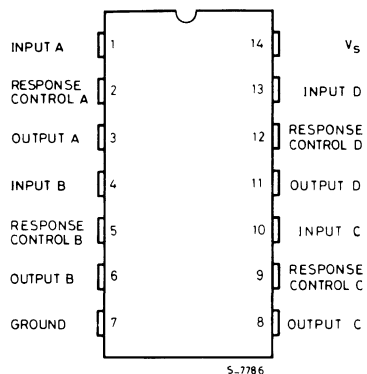 INPUT A 1 14 VS
RESPONSE
CONTROL A 2 13 INPUT D
OUTPUT A 3 12 RESPONSE
CONTROL D
INPUT B 4 11 OUTPUT D
RESPONSE
CONTROL B 5 10 INPUT C
OUTPUT B 6 9 RESPONSE
CONTROL C
GROUND 7 8 OUTPUT C
S-7786